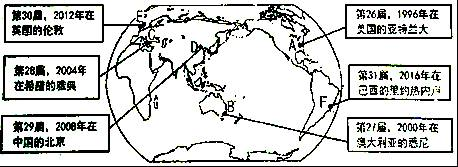 第30届，2012年在
英国的伦敦
第26届，1996年在
美国的亚特兰大
第28届，2004年在
希腊的雅典
第31届，2016年在
巴西的里约热内卢
第29届，2008年在
中国的北京
第27届，2000年在
澳大利亚的悉尼
A
D
B
F